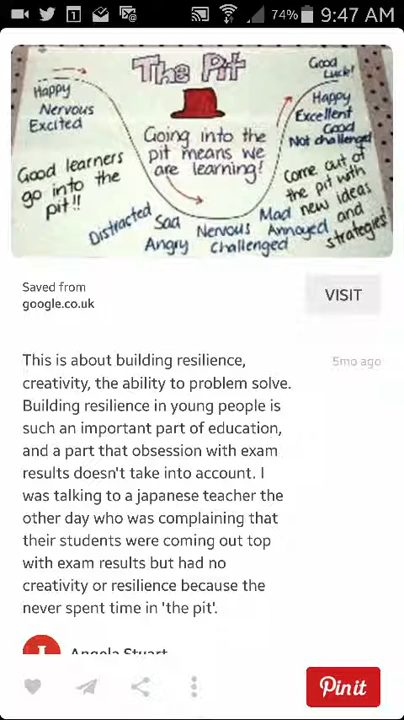 74% 9:47 AM
The Pit
Happy
Nervous
Excited
Good learners
go into the
pit!!
Going into the
pit means we
are learning!
Distracted
Sad
Angry
Nervous
Challenged
Mad
Annoyed
Come out of
the pit with
new ideas
and
strategies!
Good
Luck!
Happy
Excellent
Good
Not challenged
Saved from
google.co.uk
VISIT
This is about building resilience,
5mo ago
creativity, the ability to problem solve.
Building resilience in young people is
such an important part of education,
and a part that obsession with exam
results doesn't take into account. I
was talking to a japanese teacher the
other day who was complaining that
their students were coming out top
with exam results but had no
creativity or resilience because the
never spent time in 'the pit'.
Angela Stuart
Pin it